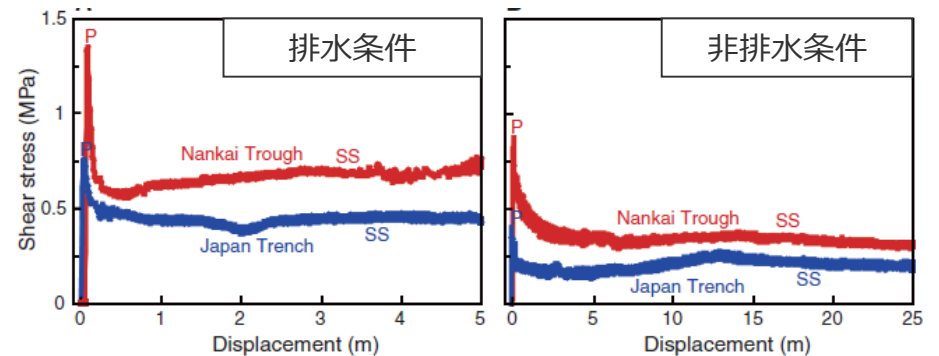 排水条件
非排水条件
Shear stress (MPa)
1.5
1
0.5
0
P
P
Nankai Trough
SS
Japan Trench
SS
0
1
2
3
4
5
Displacement (m)
P
P
Nankai Trough
SS
Japan Trench
SS
0
5
10
15
20
25
Displacement (m)